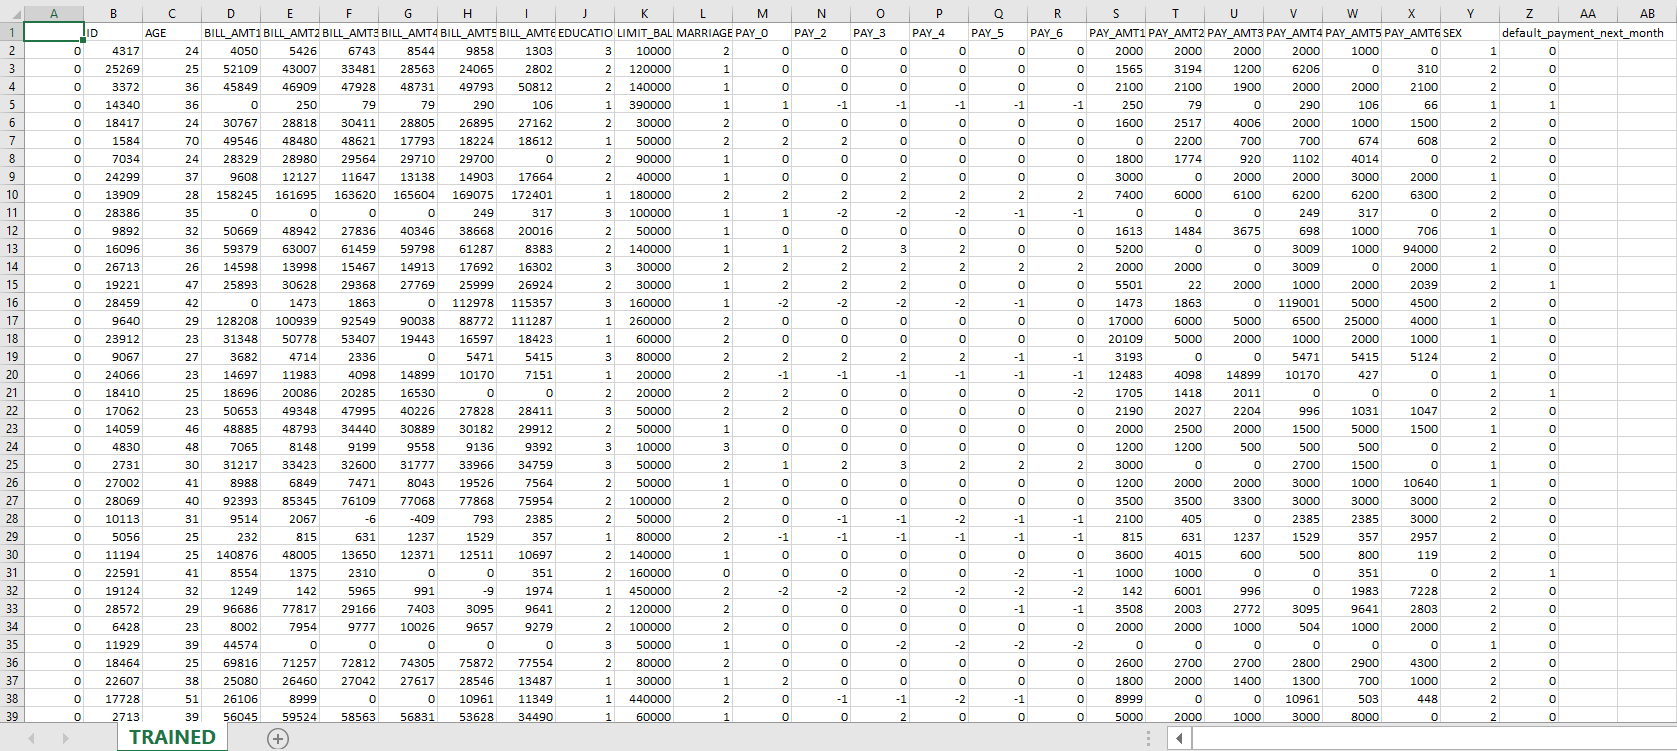 A B C D E F G H I J K L M N O P Q R S T U V W X Y Z AA AB
1 ID AGE BILL_AMT1 BILL_AMT2 BILL_AMT3 BILL_AMT4 BILL_AMT5 BILL_AMT6 EDUCATIO LIMIT_BAL MARRIAGE PAY_0 PAY_2 PAY_3 PAY_4 PAY_5 PAY_6 PAY_AMT1 PAY_AMT2 PAY_AMT3 PAY_AMT4 PAY_AMT5 PAY_AMT6 SEX default_payment_next_month
2 0 4317 24 4050 5426 6743 8544 9858 1303 3 10000 2 0 0 0 0 0 0 2000 2000 2000 2000 1000 0 1 0
3 0 25269 25 52109 43007 33481 28563 24065 2802 2 120000 1 0 0 0 0 0 0 1565 3194 1200 6206 0 310 2 0
4 0 3372 36 45849 46909 47928 48731 49793 50812 2 140000 1 0 0 0 0 0 0 2100 2100 1900 2000 2000 2100 2 0
5 0 14340 36 0 250 79 79 290 106 1 390000 1 1 -1 -1 -1 -1 -1 250 79 0 290 106 66 1 1
6 0 18417 24 30767 28818 30411 28805 26895 27162 2 30000 2 0 0 0 0 0 0 1600 2517 4006 2000 1000 1500 2 0
7 0 1584 70 49546 48480 48621 17793 18224 18612 1 50000 2 2 2 0 0 0 0 0 2200 700 700 674 608 2 0
8 0 7034 24 28329 28980 29564 29710 29700 0 2 90000 1 0 0 0 0 0 0 1800 1774 920 1102 4014 0 2 0
9 0 24299 37 9608 12127 11647 13138 14903 17664 2 40000 1 0 0 2 0 0 0 3000 0 2000 2000 3000 2000 1 0
10 0 13909 28 158245 161695 163620 165604 169075 172401 1 180000 2 2 2 2 2 2 2 7400 6000 6100 6200 6200 6300 2 0
11 0 28386 35 0 0 0 0 249 317 3 100000 1 1 -2 -2 -2 -1 -1 0 0 0 249 317 0 2 0
12 0 9892 32 50669 48942 27836 40346 38668 20016 2 50000 1 0 0 0 0 0 0 1613 1484 3675 698 1000 706 1 0
13 0 16096 36 59379 63007 61459 59798 61287 8383 2 140000 1 1 2 3 2 0 0 5200 0 0 3009 1000 94000 2 0
14 0 26713 26 14598 13998 15467 14913 17692 16302 3 30000 2 2 2 2 2 2 2 2000 2000 0 3009 0 2000 1 0
15 0 19221 47 25893 30628 29368 27769 25999 26924 2 30000 1 2 2 2 0 0 0 5501 22 2000 1000 2000 2039 2 1
16 0 28459 42 0 1473 1863 0 112978 115357 3 160000 1 -2 -2 -2 -2 -1 0 1473 1863 0 119001 5000 4500 2 0
17 0 9640 29 128208 100939 92549 90038 88772 111287 1 260000 2 0 0 0 0 0 0 17000 6000 5000 6500 25000 4000 1 0
18 0 23912 23 31348 50778 53407 19443 16597 18423 1 60000 2 0 0 0 0 0 0 20109 5000 2000 1000 2000 1000 1 0
19 0 9067 27 3682 4714 2336 0 5471 5415 3 80000 2 2 2 2 2 -1 -1 3193 0 0 5471 5415 5124 2 0
20 0 24066 23 14697 11983 4098 14899 10170 7151 1 20000 2 -1 -1 -1 -1 -1 -1 12483 4098 14899 10170 427 0 1 0
21 0 18410 25 18696 20086 20285 16530 0 0 2 20000 2 2 0 0 0 0 -2 1705 1418 2011 0 0 0 2 1
22 0 17062 23 50653 49348 47995 40226 27828 28411 3 50000 2 2 0 0 0 0 0 2190 2027 2204 996 1031 1047 2 0
23 0 14059 46 48885 48793 34440 30889 30182 29912 2 50000 1 0 0 0 0 0 0 2000 2500 2000 1500 5000 1500 1 0
24 0 4830 48 7065 8148 9199 9558 9136 9392 3 10000 3 0 0 0 0 0 0 1200 1200 500 500 500 0 2 0
25 0 2731 30 31217 33423 32600 31777 33966 34759 3 50000 2 1 2 3 2 2 2 3000 0 0 2700 1500 0 1 0
26 0 27002 41 8988 6849 7471 8043 19526 7564 2 50000 1 0 0 0 0 0 0 1200 2000 2000 3000 1000 10640 1 0
27 0 28069 40 92393 85345 76109 77068 77868 75954 2 100000 2 0 0 0 0 0 0 3500 3500 3300 3000 3000 3000 2 0
28 0 10113 31 9514 2067 -6 -409 793 2385 2 50000 2 0 -1 -1 -2 -1 -1 2100 405 0 2385 2385 3000 2 0
29 0 5056 25 232 815 631 1237 1529 357 1 80000 2 -1 -1 -1 -1 -1 -1 815 631 1237 1529 357 2957 2 0
30 0 11194 25 140876 48005 13650 12371 12511 10697 2 140000 1 0 0 0 0 0 0 3600 4015 600 500 800 119 2 0
31 0 22591 41 8554 1375 2310 0 0 351 2 160000 0 0 0 0 0 -2 -1 1000 1000 0 0 351 0 2 1
32 0 19124 32 1249 142 5965 991 -9 1974 1 450000 2 -2 -2 -2 -2 -2 -2 142 6001 996 0 1983 7228 2 0
33 0 28572 29 96686 77817 29166 7403 3095 9641 2 120000 2 0 0 0 0 -1 -1 3508 2003 2772 3095 9641 2803 2 0
34 0 6428 23 8002 7954 9777 10026 9657 9279 2 100000 2 0 0 0 0 0 0 2000 2000 1000 504 1000 2000 2 0
35 0 11929 39 44574 0 0 0 0 0 3 50000 1 0 0 -2 -2 -2 -2 0 0 0 0 0 0 1 0
36 0 18464 25 69816 71257 72812 74305 75872 77554 2 80000 2 0 0 0 0 0 0 2600 2700 2700 2800 2900 4300 2 0
37 0 22607 38 25080 26460 27042 27617 28546 13487 1 30000 1 2 0 0 0 0 0 1800 2000 1400 1300 700 1000 2 0
38 0 17728 51 26106 8999 0 0 10961 11349 1 440000 2 0 -1 -1 -2 -1 0 8999 0 0 10961 503 448 2 0
39 0 2713 39 56045 59524 58563 56831 53628 34490 1 60000 1 0 0 2 0 0 0 5000 2000 1000 3000 8000 0 2 0
TRAINED